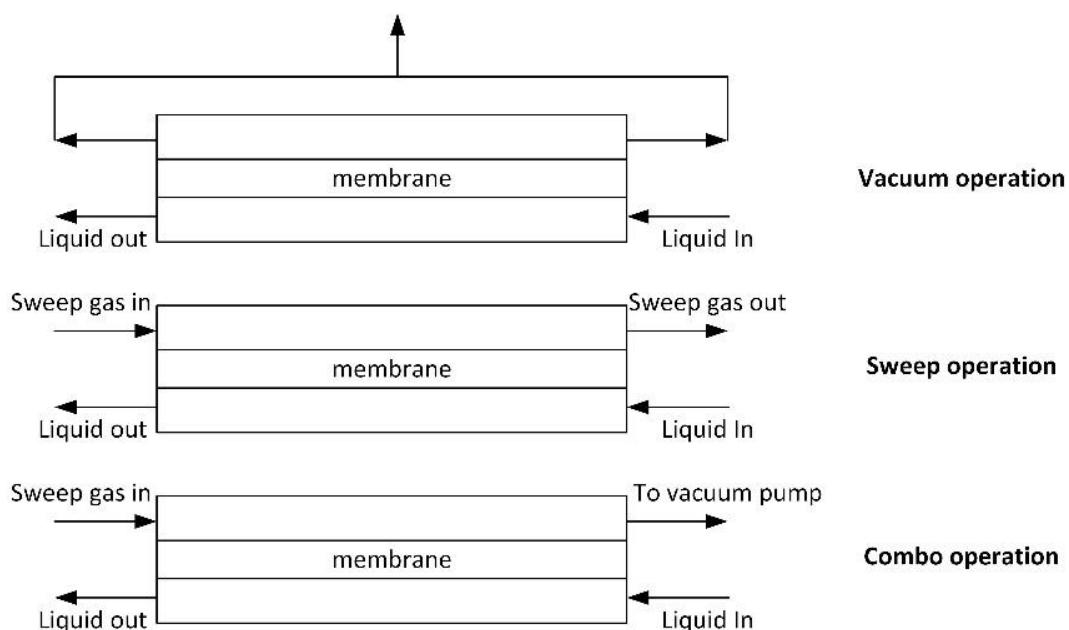 membrane
Vacuum operation
Liquid out
Liquid In
Sweep gas in
Sweep gas out
membrane
Sweep operation
Liquid out
Liquid In
Sweep gas in
To vacuum pump
membrane
Combo operation
Liquid out
Liquid In